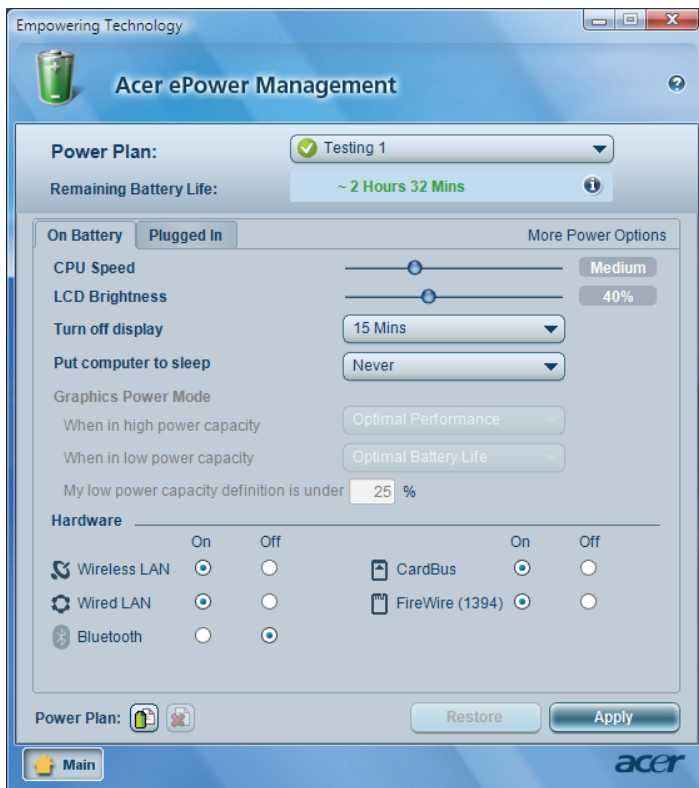 Empowering Technology
Acer ePower Management
Power Plan: Testing 1
Remaining Battery Life: ~ 2 Hours 32 Mins
On Battery Plugged In More Power Options
CPU Speed Medium
LCD Brightness 40%
Turn off display 15 Mins
Put computer to sleep Never
Graphics Power Mode
When in high power capacity Optimal Performance
When in low power capacity Optimal Battery Life
My low power capacity definition is under 25 %
Hardware
On Off On Off
Wireless LAN CardBus
Wired LAN FireWire (1394)
Bluetooth
Power Plan: Restore Apply
Main acer